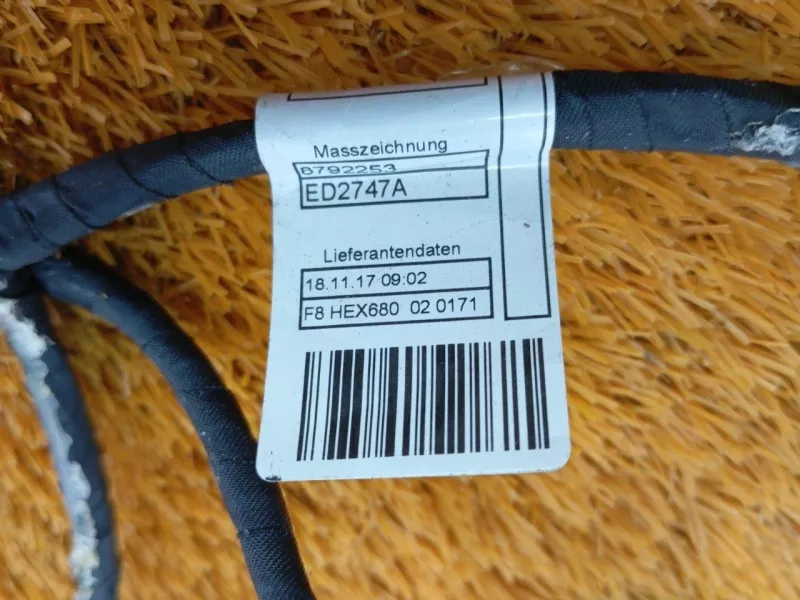 Masszeichnung
6792253
ED2747A
Lieferantendaten
18.11.17 09:02
F8 HEX680 02 0171